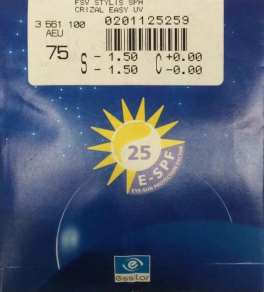 FSV STYLIS SPH
CRIZAL EASY UV
3 561 100
0201125259
AEU
75
S - 1.50 C +0.00
- 1.50 -0.00
25
E-SPF
EYE-SUN PROTECTION FACTOR
essilor